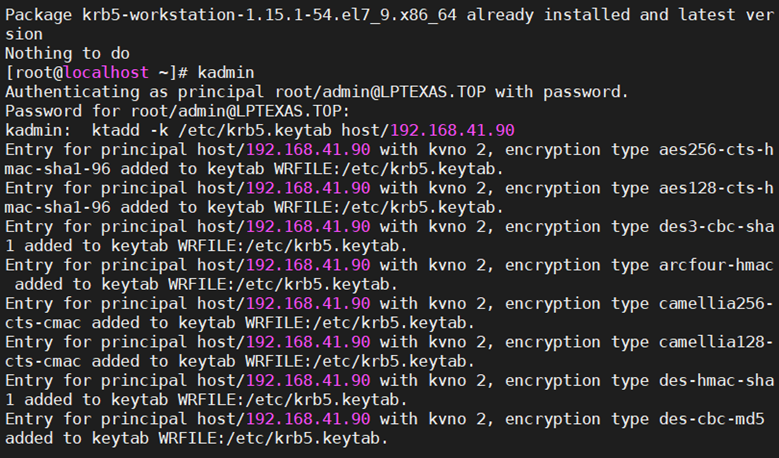 Package krb5-workstation-1.15.1-54.el7_9.x86_64 already installed and latest ver
sion
Nothing to do
[root@localhost ~]# kadmin
Authenticating as principal root/admin@LPTEXAS.TOP with password.
Password for root/admin@LPTEXAS.TOP:
kadmin:  ktadd -k /etc/krb5.keytab host/192.168.41.90
Entry for principal host/192.168.41.90 with kvno 2, encryption type aes256-cts-h
mac-sha1-96 added to keytab WRFILE:/etc/krb5.keytab.
Entry for principal host/192.168.41.90 with kvno 2, encryption type aes128-cts-h
mac-sha1-96 added to keytab WRFILE:/etc/krb5.keytab.
Entry for principal host/192.168.41.90 with kvno 2, encryption type des3-cbc-sha
1 added to keytab WRFILE:/etc/krb5.keytab.
Entry for principal host/192.168.41.90 with kvno 2, encryption type arcfour-hmac
 added to keytab WRFILE:/etc/krb5.keytab.
Entry for principal host/192.168.41.90 with kvno 2, encryption type camellia256-
cts-cmac added to keytab WRFILE:/etc/krb5.keytab.
Entry for principal host/192.168.41.90 with kvno 2, encryption type camellia128-
cts-cmac added to keytab WRFILE:/etc/krb5.keytab.
Entry for principal host/192.168.41.90 with kvno 2, encryption type des-hmac-sha
1 added to keytab WRFILE:/etc/krb5.keytab.
Entry for principal host/192.168.41.90 with kvno 2, encryption type des-cbc-md5
added to keytab WRFILE:/etc/krb5.keytab.